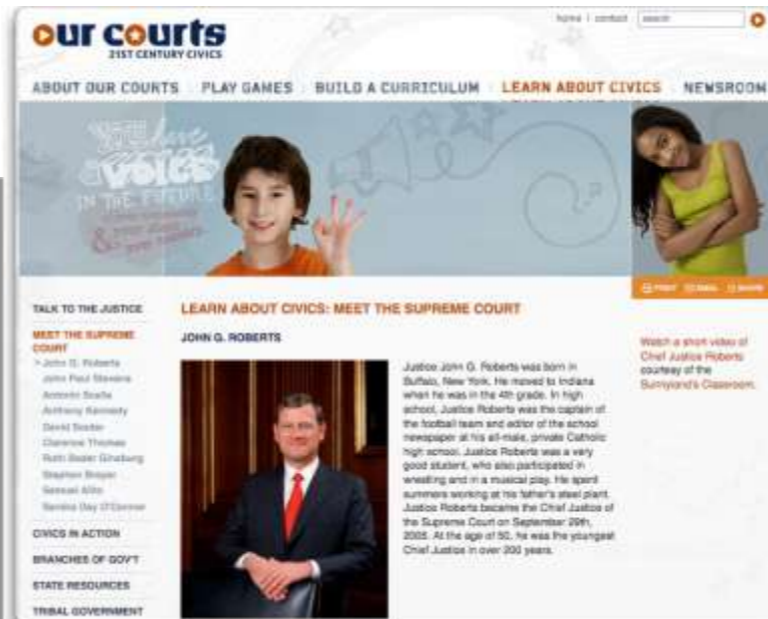 home | contact search
our courts
21ST CENTURY CIVICS
ABOUT OUR COURTS PLAY GAMES BUILD A CURRICULUM LEARN ABOUT CIVICS NEWSROOM
VOICE
IN THE FUTURE
PRINT EMAIL SHARE
TALK TO THE JUSTICE
MEET THE SUPREME
COURT
> John G. Roberts
John Paul Stevens
Antonin Scalia
Anthony Kennedy
David Souter
Clarence Thomas
Ruth Bader Ginsburg
Stephen Breyer
Samuel Alito
Sandra Day O'Connor
CIVICS IN ACTION
BRANCHES OF GOV'T
STATE RESOURCES
TRIBAL GOVERNMENT
LEARN ABOUT CIVICS: MEET THE SUPREME COURT
JOHN G. ROBERTS
Justice John G. Roberts was born in
Buffalo, New York. He moved to Indiana
when he was in the 4th grade. In high
school, Justice Roberts was the captain of
the football team and editor of the school
newspaper at his all-male, private Catholic
high school. Justice Roberts was a very
good student, who also participated in
wrestling and in a musical play. He spent
summers working at his father's steel plant.
Justice Roberts became the Chief Justice of
the Supreme Court on September 29th,
2005. At the age of 50, he was the youngest
Chief Justice in over 200 years.
Watch a short video of
Chief Justice Roberts
courtesy of the
Sunnyland's Classroom.